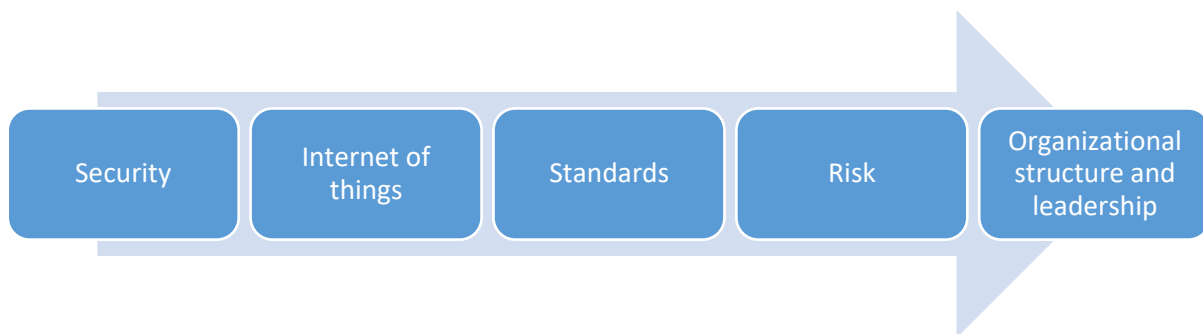 Security
Internet of
things
Standards
Risk
Organizational
structure and
leadership